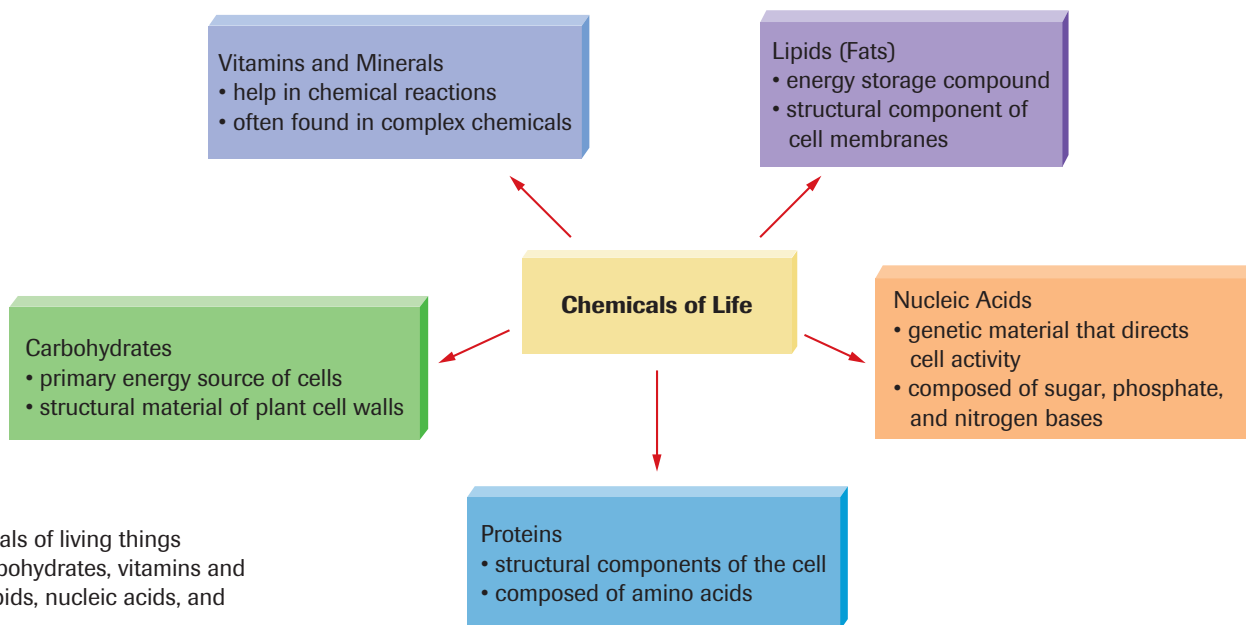 Vitamins and Minerals
• help in chemical reactions
• often found in complex chemicals
Lipids (Fats)
• energy storage compound
• structural component of
cell membranes
Chemicals of Life
Nucleic Acids
• genetic material that directs
cell activity
• composed of sugar, phosphate,
and nitrogen bases
Carbohydrates
• primary energy source of cells
• structural material of plant cell walls
Proteins
• structural components of the cell
• composed of amino acids
of living things
vitamins and
nucleic acids, and